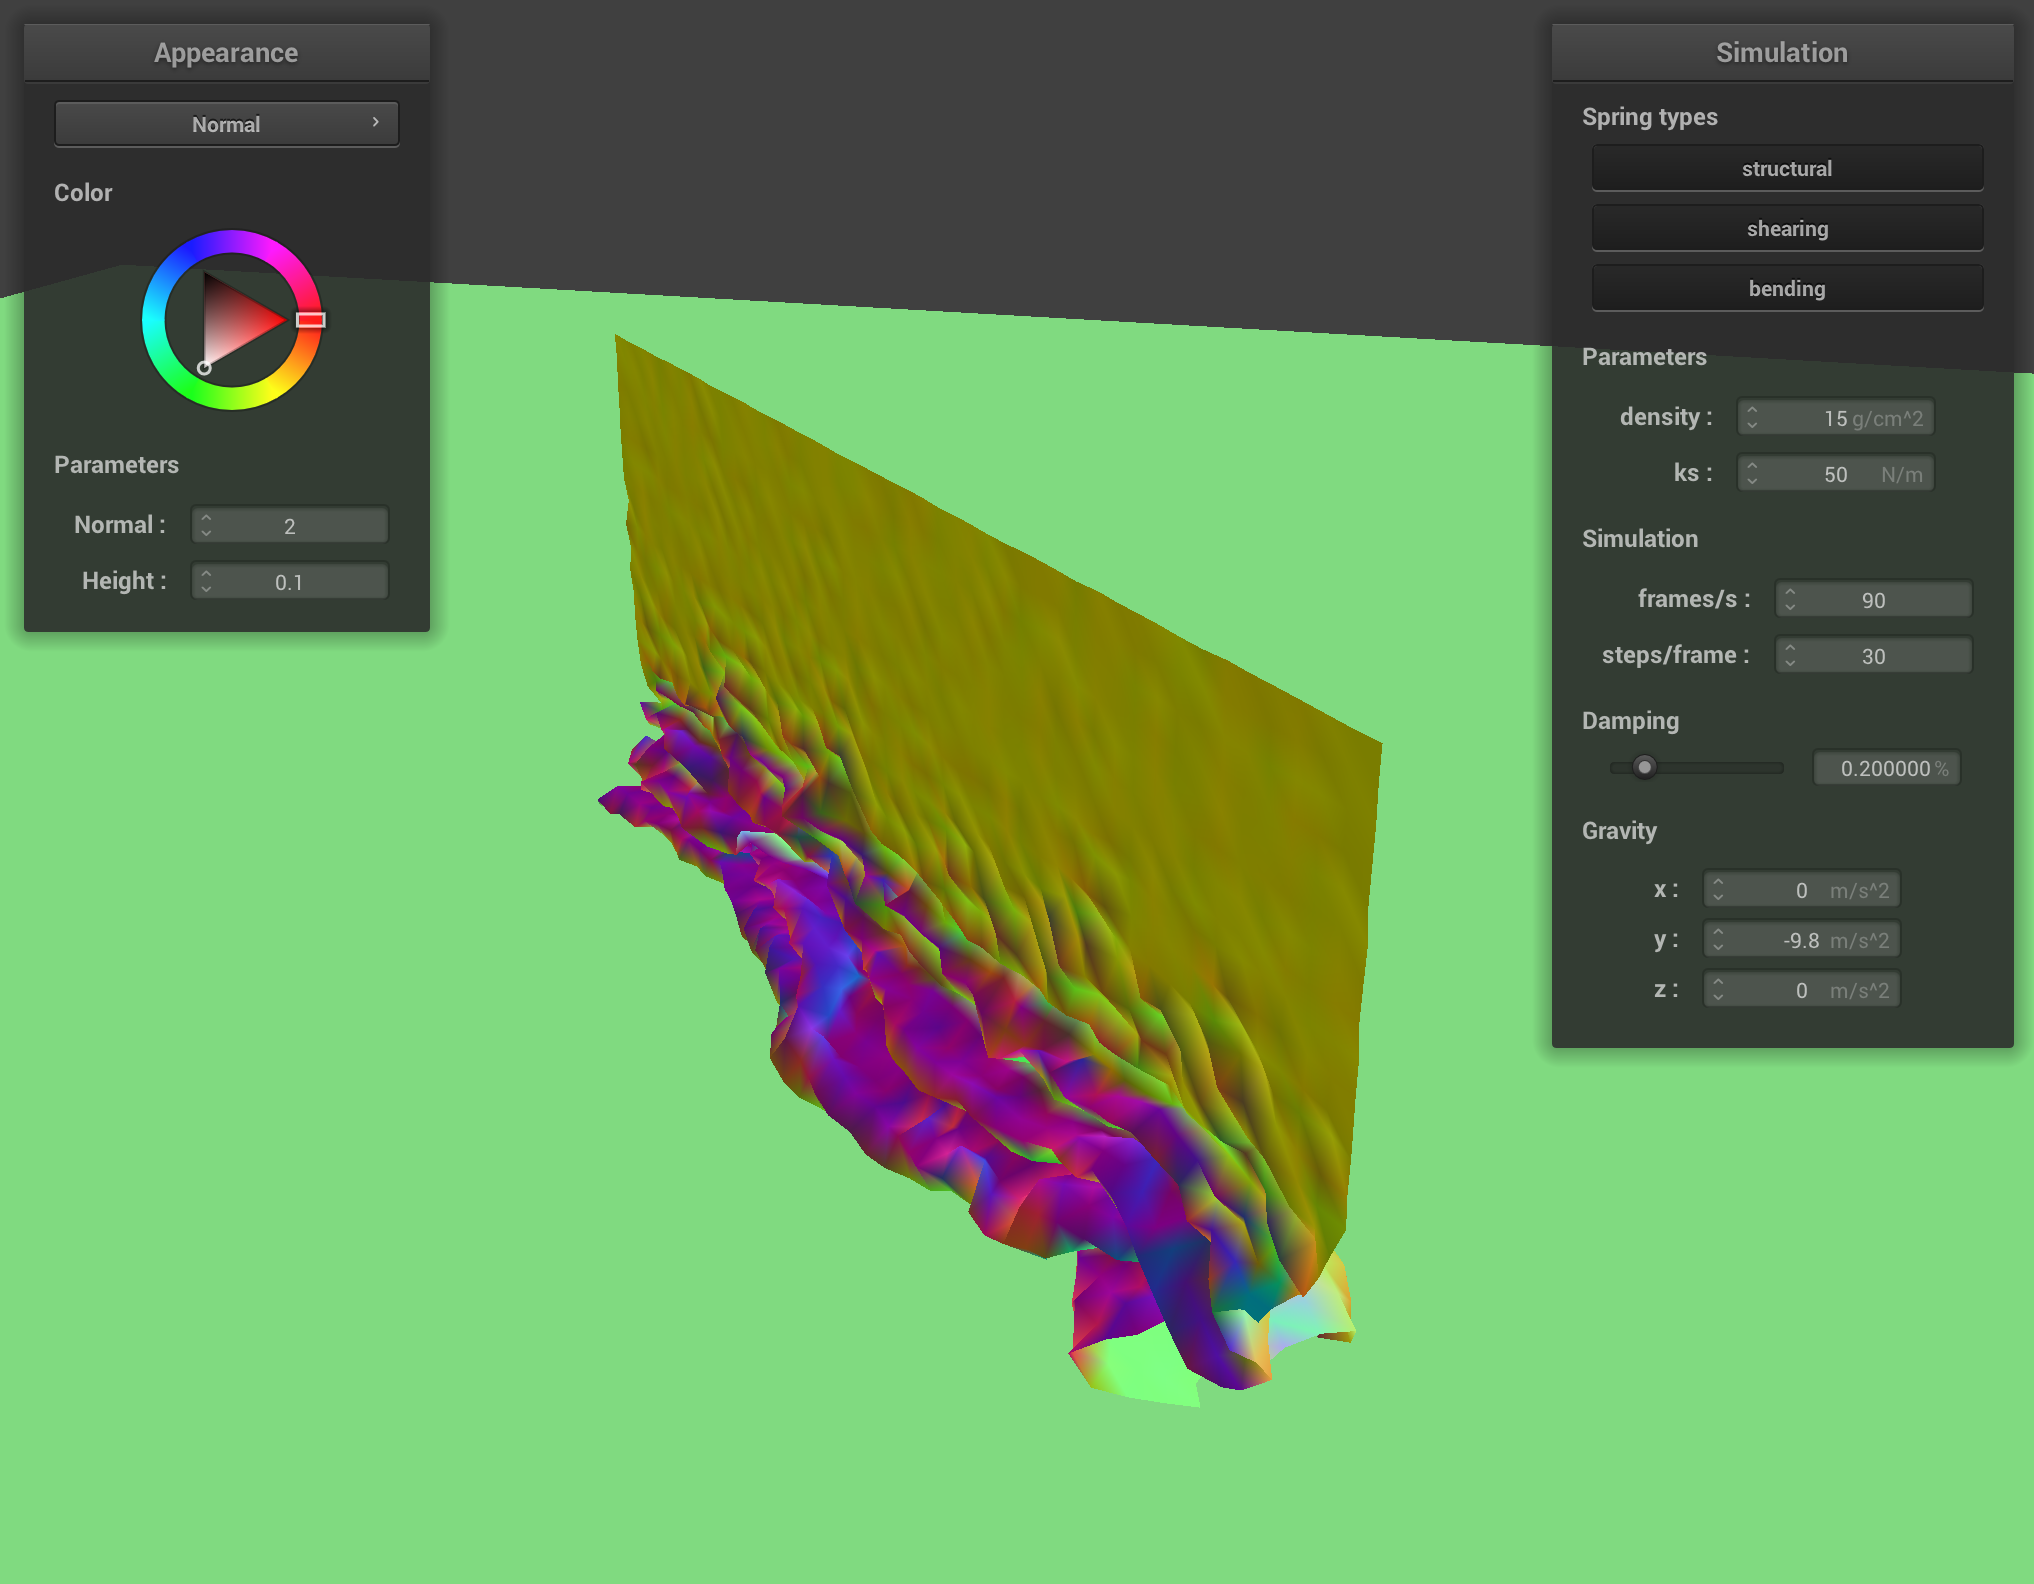 Appearance
Normal
Color
Parameters
Normal : 2
Height : 0.1
Simulation
Spring types
structural
shearing
bending
Parameters
density : 15 g/cm^2
ks : 50 N/m
Simulation
frames/s : 90
steps/frame : 30
Damping
0.200000 %
Gravity
x : 0 m/s^2
y : -9.8 m/s^2
z : 0 m/s^2